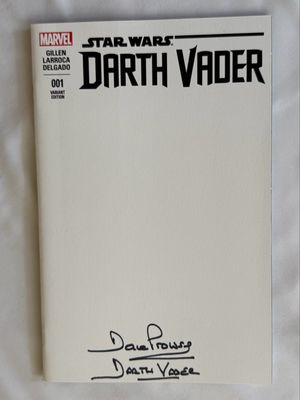 MARVEL
GILLEN
LARROCA
DELGADO
001
VARIANT
EDITION
STAR WARS
DARTH VADER
Dave Prowse
DARTH VADER